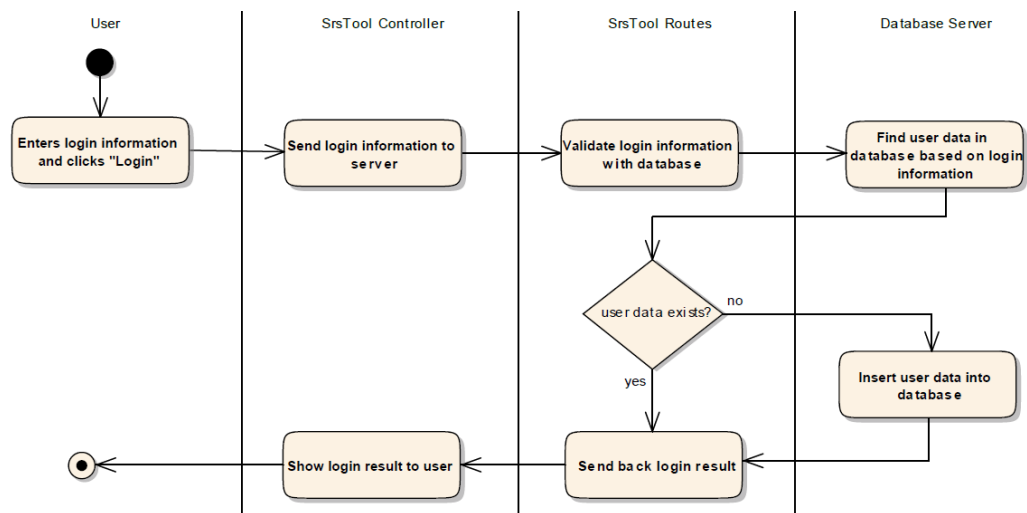 User
SrsTool Controller
SrsTool Routes
Database Server
Enters login information
and clicks "Login"
Send login information to
server
Validate login information
with database
Find user data in
database based on login
information
user data exists?
no
yes
Insert user data into
database
Show login result to user
Send back login result